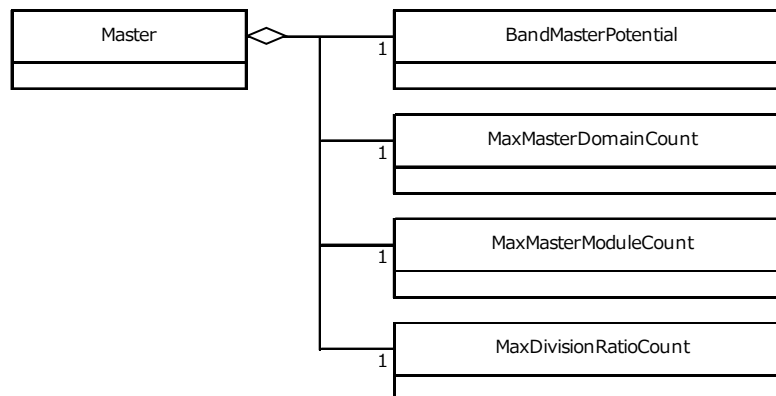 Master
BandMasterPotential
1
MaxMasterDomainCount
1
MaxMasterModuleCount
1
MaxDivisionRatioCount
1